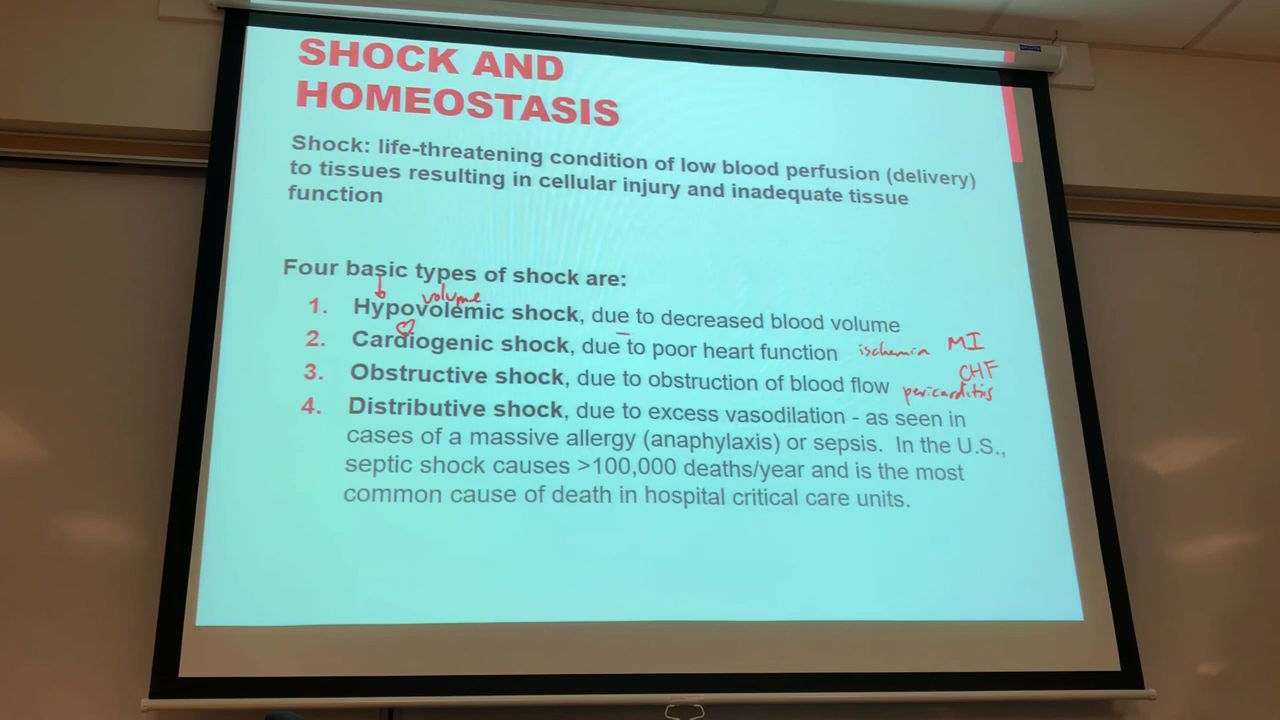 SHOCK AND
HOMEOSTASIS
Shock: life-threatening condition of low blood perfusion (delivery)
to tissues resulting in cellular injury and inadequate tissue
function
Four basic types of shock are:
volume
1. Hypovolemic shock, due to decreased blood volume
2. Cardiogenic shock, due to poor heart function ischemia MI
CHF
3. Obstructive shock, due to obstruction of blood flow pericarditis
4. Distributive shock, due to excess vasodilation - as seen in
cases of a massive allergy (anaphylaxis) or sepsis. In the U.S.,
septic shock causes >100,000 deaths/year and is the most
common cause of death in hospital critical care units.